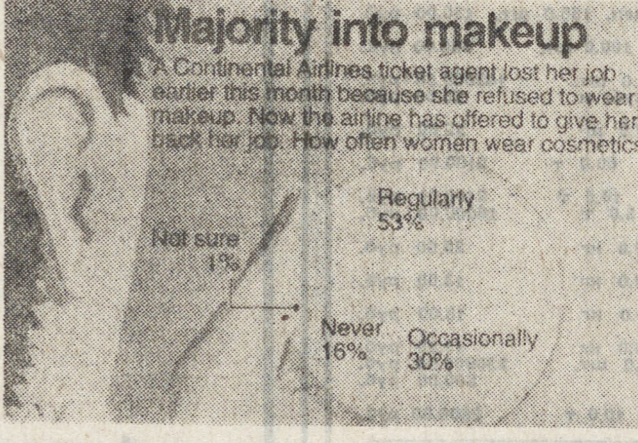 Majority into makeup
A Continental Airlines ticket agent lost her job
earlier this month because she refused to wear
makeup. Now the airline has offered to give her
back her job. How often women wear cosmetics
Regularly
53%
Not sure
1%
Never
16%
Occasionally
30%